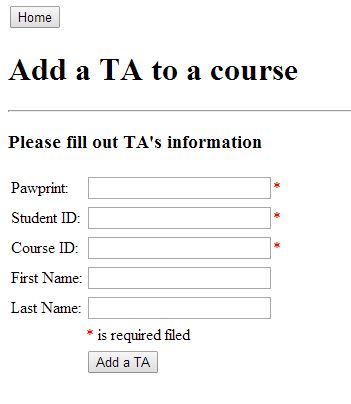 Home
Add a TA to a course
Please fill out TA's information
Pawprint: *
Student ID: *
Course ID: *
First Name:
Last Name:
* is required filed
Add a TA